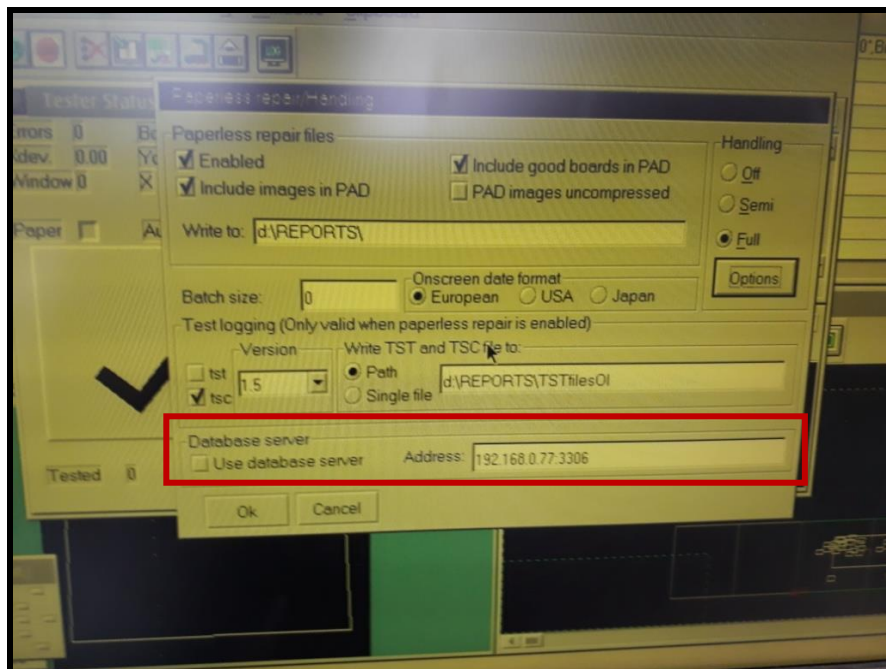 LOG
Tester Status
Paperless repair/Handling
Errors 0
Xdev. 0.00
Window 0 X
Paper
Paperless repair files
Enabled Include good boards in PAD
Include images in PAD PAD images uncompressed
Write to: d:\REPORTS\
Handling
Off
Semi
Full
Options
Batch size: 0
Onscreen date format
European USA Japan
Test logging (Only valid when paperless repair is enabled)
Version
tst
tsc
1.5
Write TST and TSC file to:
Path
Single file
d:\REPORTS\TSTfilesOI
Database server
Use database server Address: 192.168.0.77:3306
Ok Cancel
Tested 0